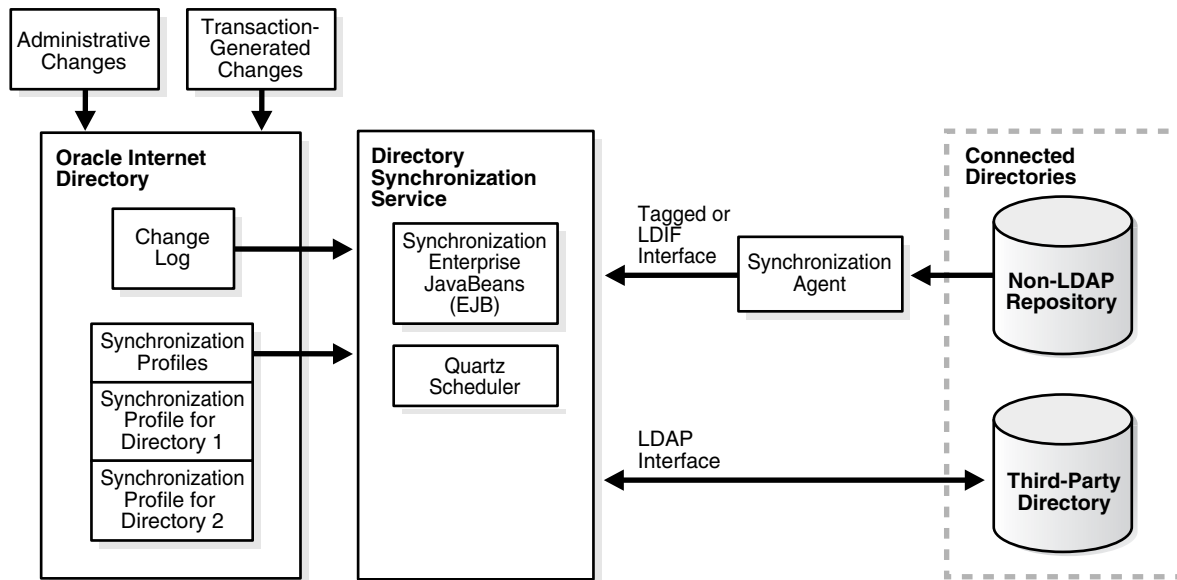 Administrative
Changes
Transaction-
Generated
Changes
Oracle Internet
Directory
Change
Log
Synchronization
Profiles
Synchronization
Profile for
Directory 1
Synchronization
Profile for
Directory 2
Directory
Synchronization
Service
Synchronization
Enterprise
JavaBeans
(EJB)
Quartz
Scheduler
Tagged or
LDIF
Interface
Synchronization
Agent
LDAP
Interface
Connected
Directories
Non-LDAP
Repository
Third-Party
Directory